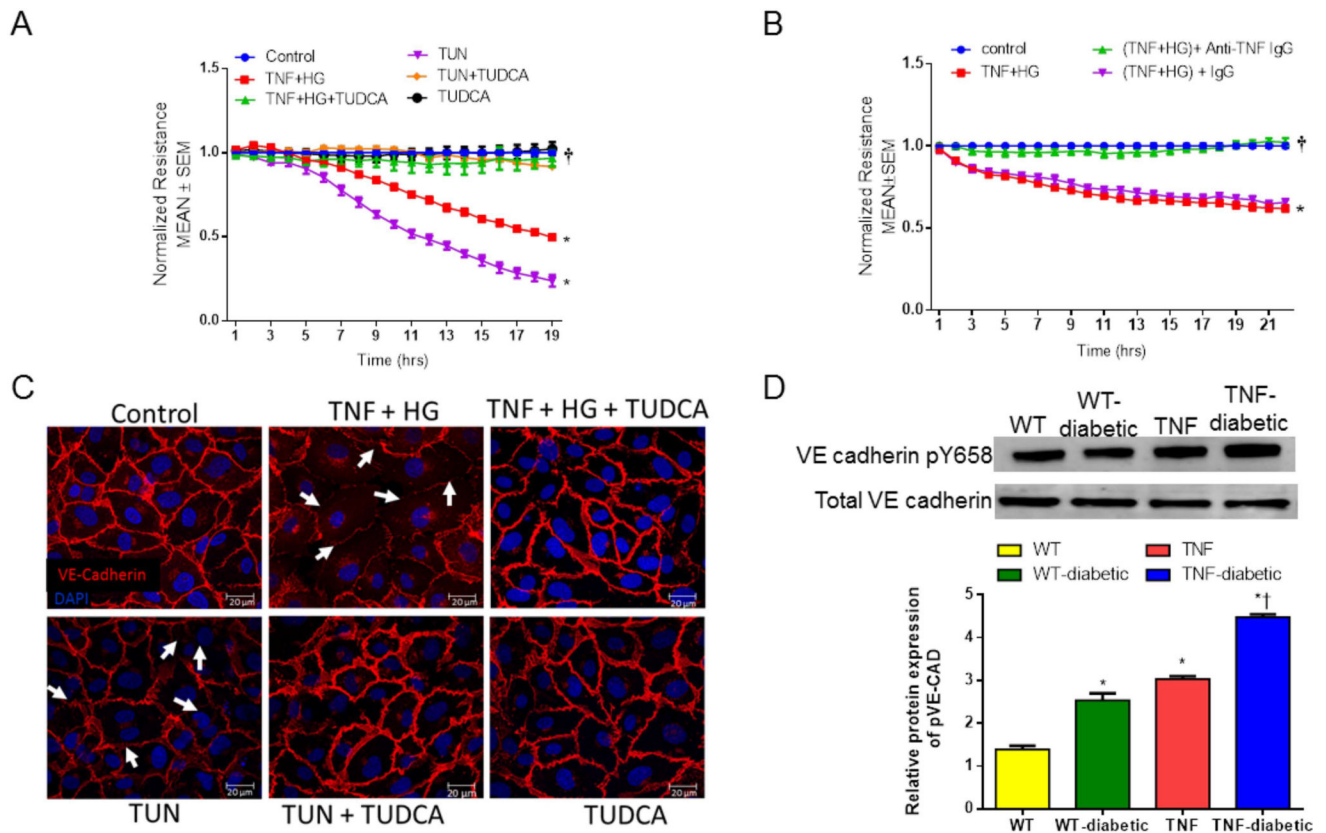 A
Control
TNF+HG
TNF+HG+TUDCA
TUN
TUN+TUDCA
TUDCA
Normalized Resistance
MEAN ± SEM
1.5
1.0
0.5
0.0
†
*
*
1 3 5 7 9 11 13 15 17 19
Time (hrs)
B
control
TNF+HG
(TNF+HG)+ Anti-TNF IgG
(TNF+HG) + IgG
Normalized Resistance
MEAN±SEM
1.5
1.0
0.5
0.0
†
*
1 3 5 7 9 11 13 15 17 19 21
Time (hrs)
C
Control
TNF + HG
TNF + HG + TUDCA
VE-Cadherin
DAPI
20 µm
20 µm
20 µm
20 µm
20 µm
20 µm
TUN
TUN + TUDCA
TUDCA
D
WT
WT-
diabetic
TNF
TNF-
diabetic
VE cadherin pY658
Total VE cadherin
WT
WT-diabetic
TNF
TNF-diabetic
Relative protein expression
of pVE-CAD
5
4
3
2
1
0
*
*
*†
WT WT-diabetic TNF TNF-diabetic